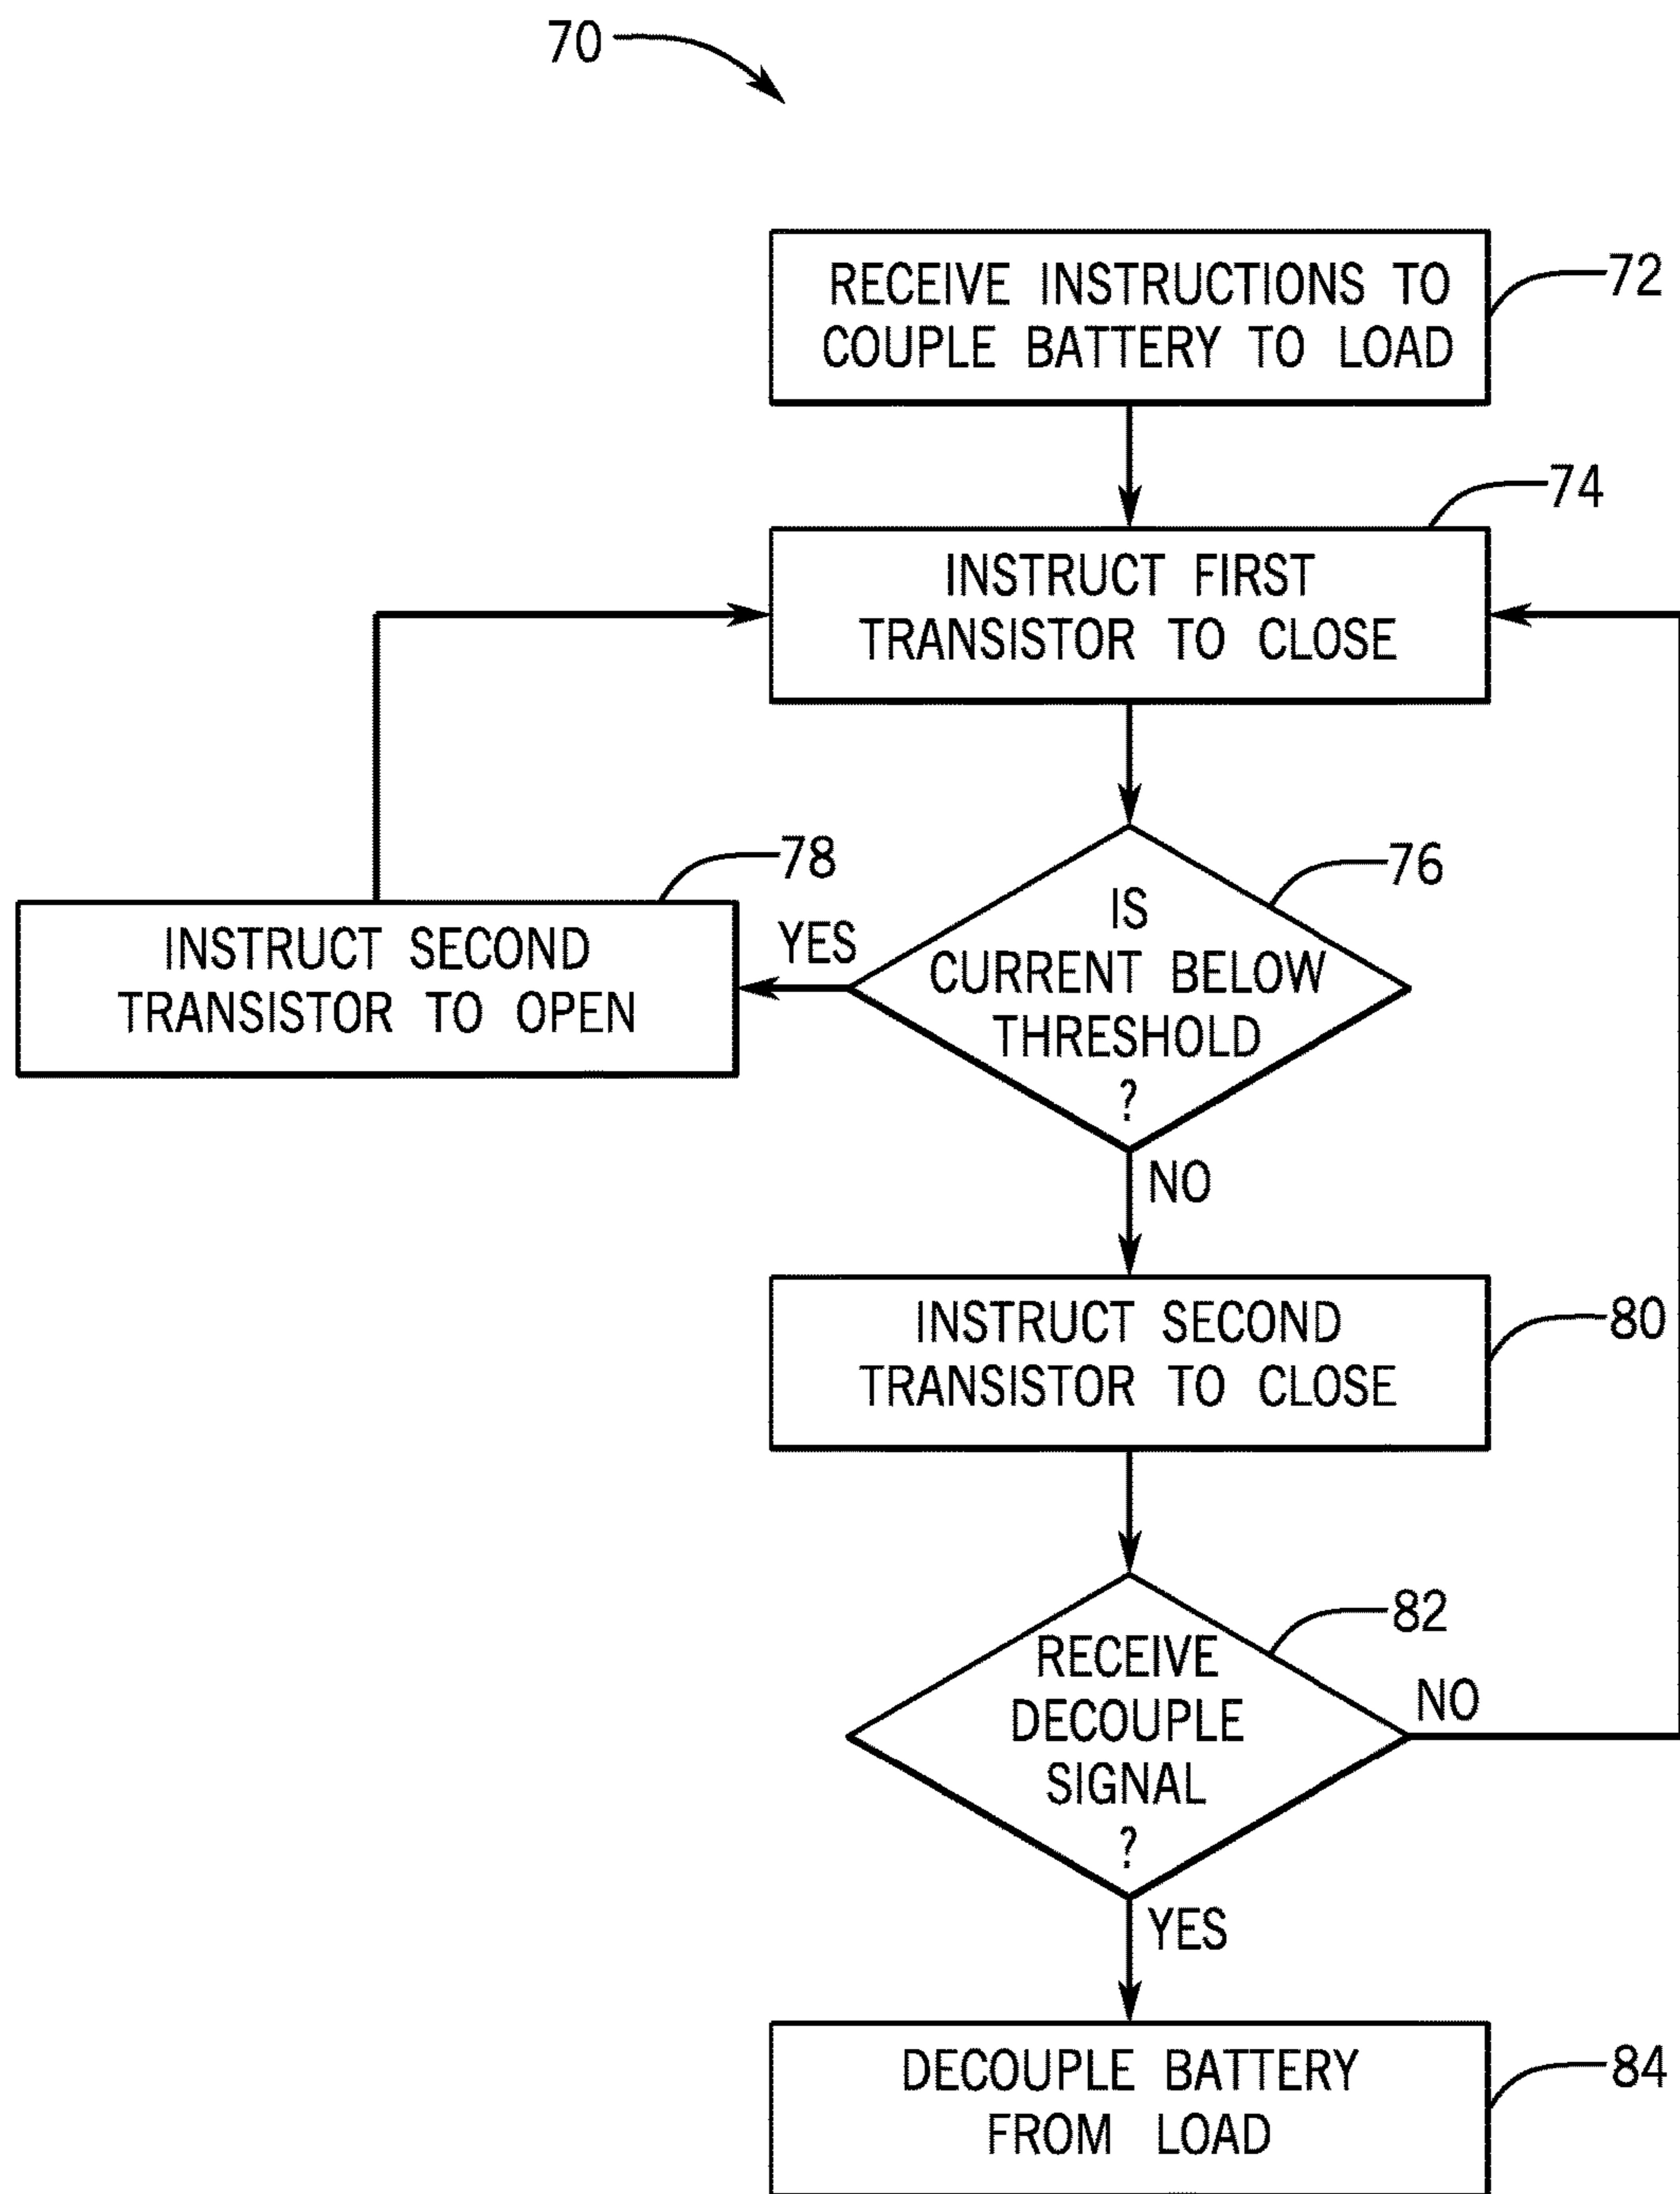 70
RECEIVE INSTRUCTIONS TO
COUPLE BATTERY TO LOAD
72
74
INSTRUCT FIRST
TRANSISTOR TO CLOSE
78
76
INSTRUCT SECOND
TRANSISTOR TO OPEN
YES
IS
CURRENT BELOW
THRESHOLD
?
NO
INSTRUCT SECOND
TRANSISTOR TO CLOSE
80
82
RECEIVE
DECOUPLE
SIGNAL
?
NO
YES
DECOUPLE BATTERY
FROM LOAD
84